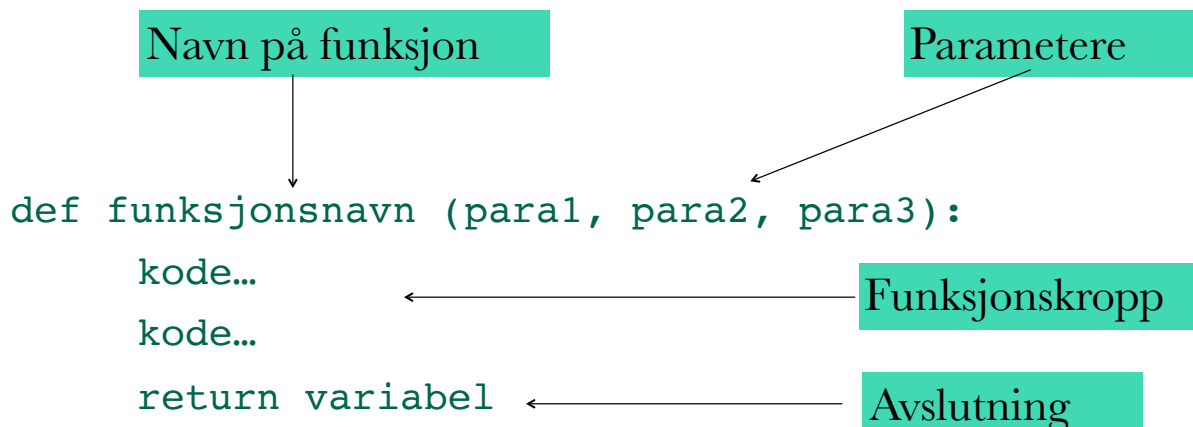 Navn på funksjon
Parametere
def funksjonsnavn (para1, para2, para3):
kode…
Funksjonskropp
kode…
return variabel
Avslutning